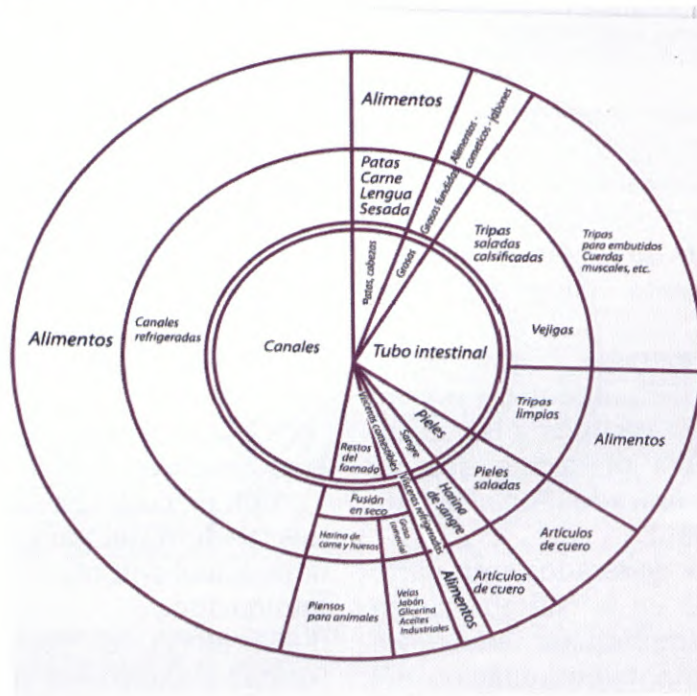 Alimentos
Alimentos -
cometicos - jabones
Patas
Carne
Lengua
Sesada
Grasas fundidas
Tripas
saladas
calsificadas
Tripas
para embutidos
Cuerdas
muscales, etc.
Patas, cabezas
Grasas
Alimentos
Canales
refrigeradas
Canales
Tubo intestinal
Vejigas
Tripas
limpias
Alimentos
Pieles
Sangre
Vísceras comestibles
Restos
del
faenado
Pieles
saladas
Harina
de sangre
Vísceras refrigeradas
Fusión
en seco
Grasa
comercial
Harina de
carne y huesos
Artículos
de cuero
Artículos
de cuero
Alimentos
Velas
Jabón
Glicerina
Aceites
Industriales
Piensos
para animales